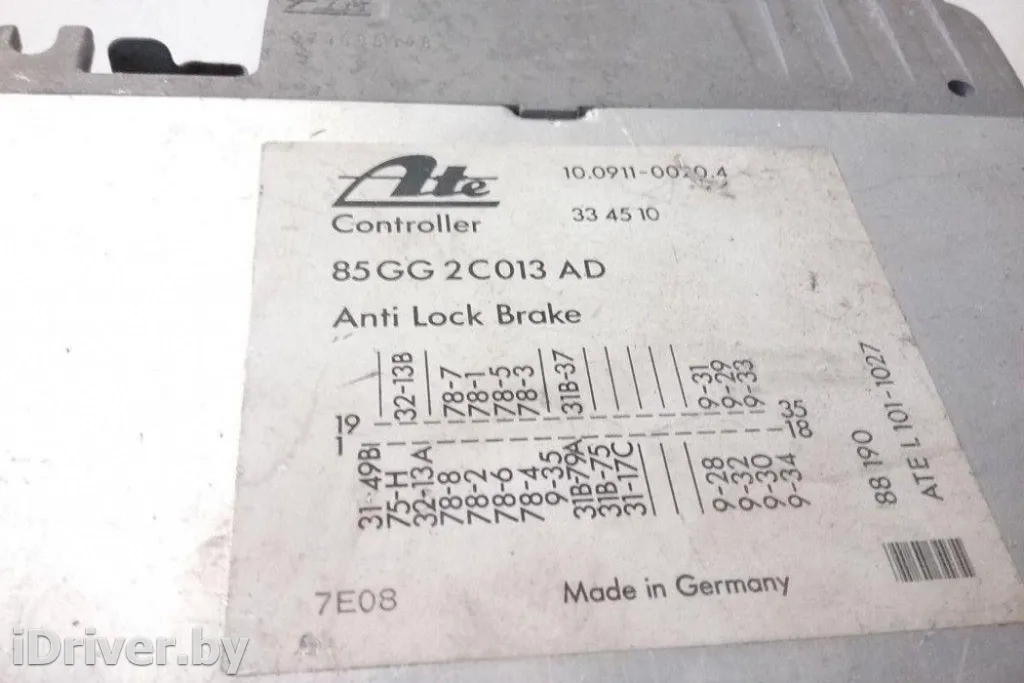 Ate
10.0911-0020.4
Controller
33 45 10
85GG 2C013 AD
Anti Lock Brake
19
32-13B
78-7
78-1
78-5
78-3
31B-37
9-31
9-29
9-33
35
1
18
31-49B
75-H
32-13A
78-8
78-2
78-6
78-4
9-35
31B-79A
31B-75
31-17C
9-28
9-32
9-30
9-34
88 190
ATE L 101-1027
7E08
Made in Germany
iDriver.by